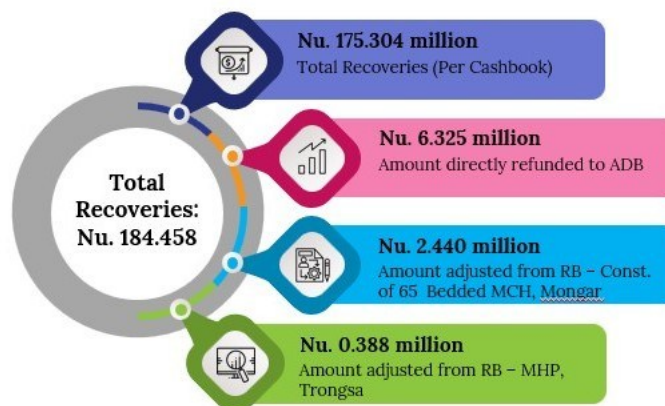 Total
Recoveries:
Nu. 184.458
Nu. 175.304 million
Total Recoveries (Per Cashbook)
Nu. 6.325 million
Amount directly refunded to ADB
Nu. 2.440 million
Amount adjusted from RB – Const.
of 65 Bedded MCH, Mongar
Nu. 0.388 million
Amount adjusted from RB – MHP,
Trongsa